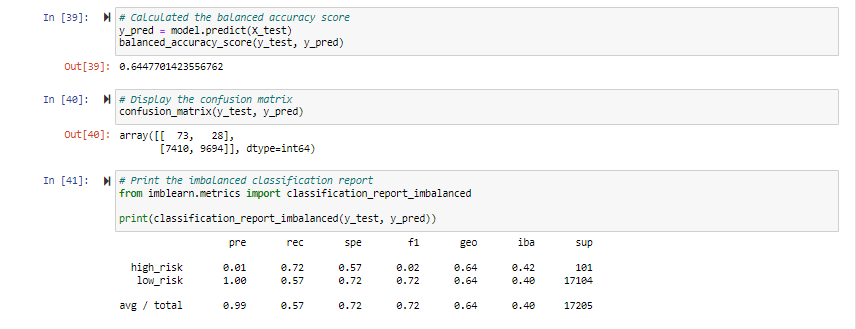 In [39]: # Calculated the balanced accuracy score
y_pred = model.predict(X_test)
balanced_accuracy_score(y_test, y_pred)
Out[39]: 0.6447701423556762
In [40]: # Display the confusion matrix
confusion_matrix(y_test, y_pred)
Out[40]: array([[  73,   28],
       [7410, 9694]], dtype=int64)
In [41]: # Print the imbalanced classification report
from imblearn.metrics import classification_report_imbalanced
print(classification_report_imbalanced(y_test, y_pred))
pre rec spe f1 geo iba sup
high_risk 0.01 0.72 0.57 0.02 0.64 0.42 101
low_risk 1.00 0.57 0.72 0.72 0.64 0.40 17104
avg / total 0.99 0.57 0.72 0.72 0.64 0.40 17205